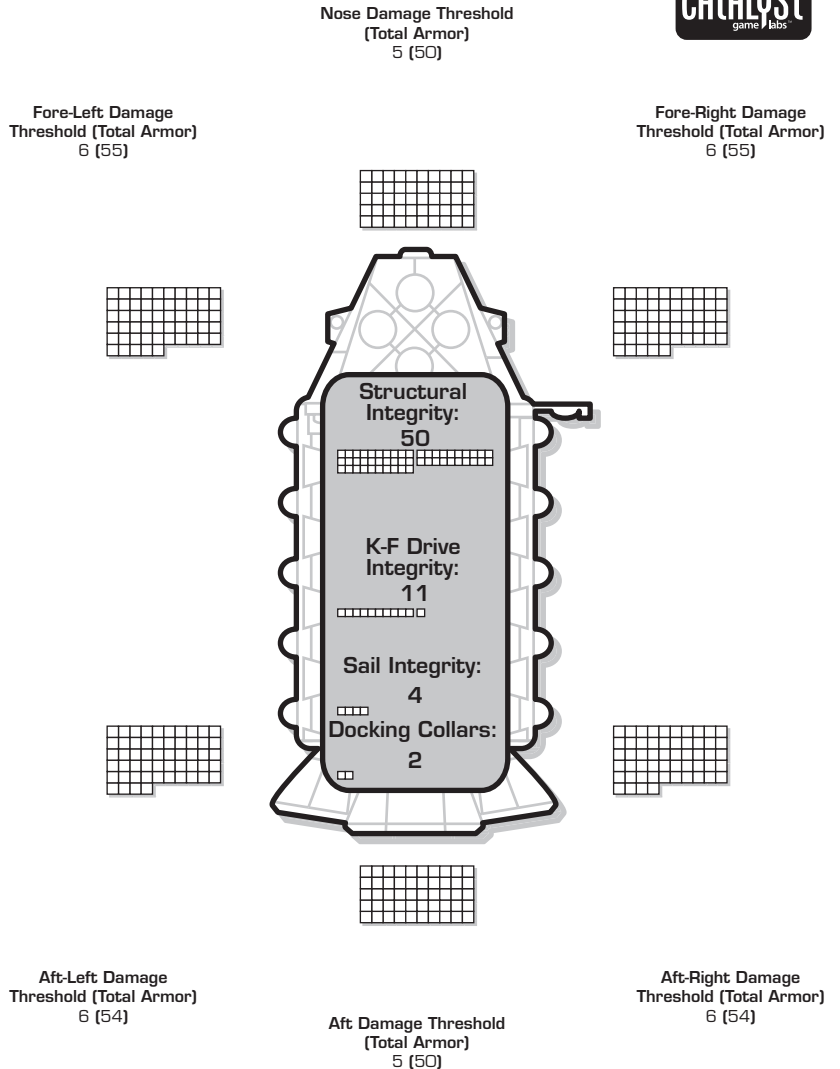 Nose Damage Threshold
(Total Armor)
5 (50)
CATALYST
game labs™
Fore-Left Damage
Threshold (Total Armor)
6 (55)
Fore-Right Damage
Threshold (Total Armor)
6 (55)
Structural
Integrity:
50
K-F Drive
Integrity:
11
Sail Integrity:
4
Docking Collars:
2
Aft-Left Damage
Threshold (Total Armor)
6 (54)
Aft Damage Threshold
(Total Armor)
5 (50)
Aft-Right Damage
Threshold (Total Armor)
6 (54)